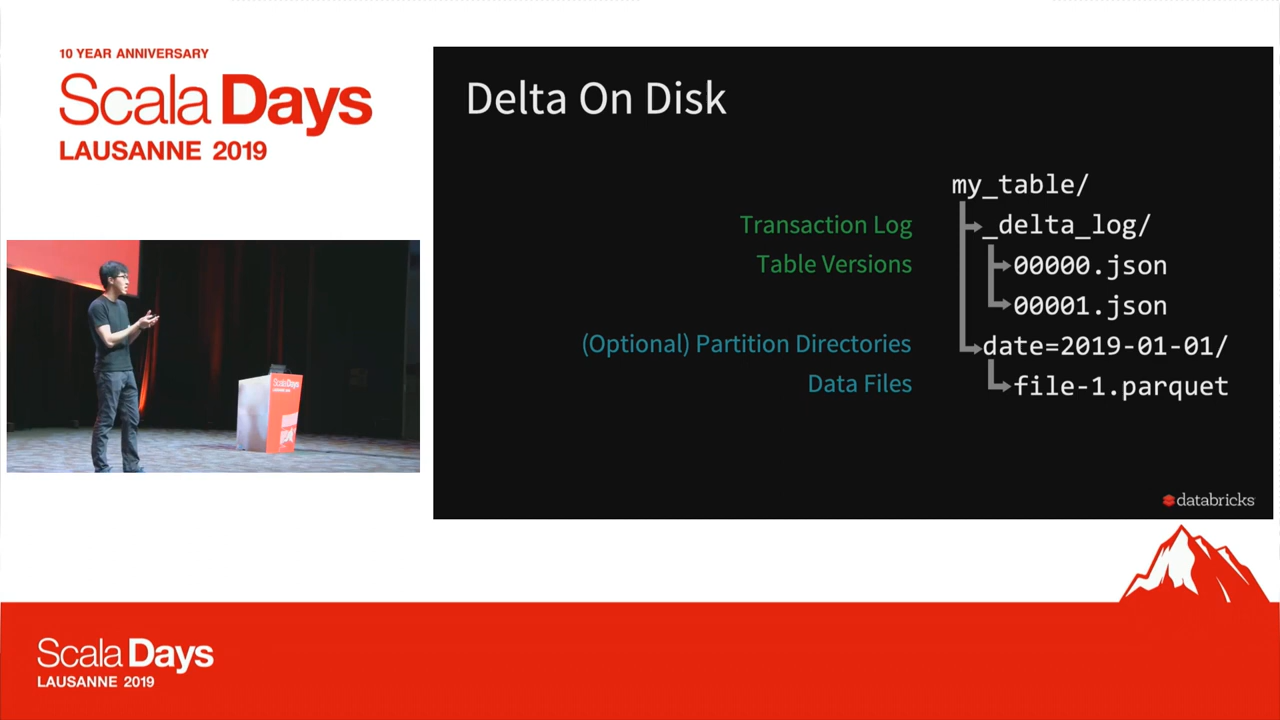 10 YEAR ANNIVERSARY
Scala Days
LAUSANNE 2019
Delta On Disk
my_table/
Transaction Log
_delta_log/
Table Versions
00000.json
00001.json
(Optional) Partition Directories
date=2019-01-01/
Data Files
file-1.parquet
databricks
ScalaDays
Scala Days
LAUSANNE 2019